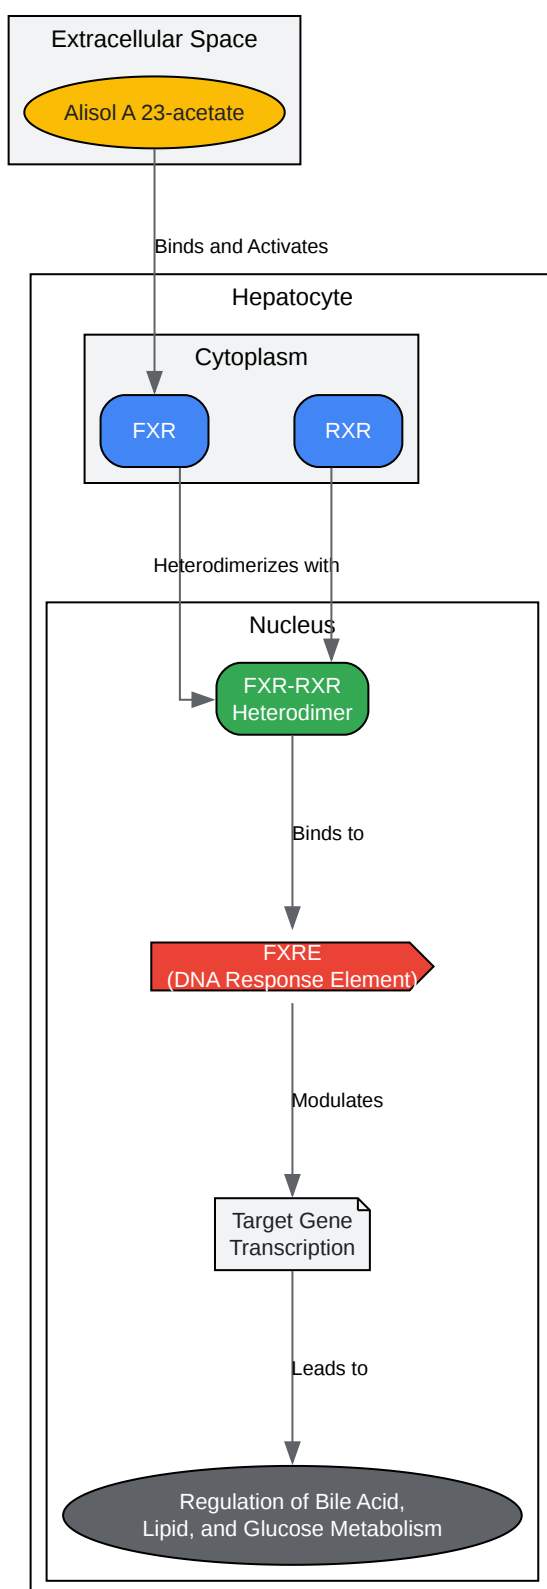 Extracellular Space
Alisol A 23-acetate
Binds and Activates
Hepatocyte
Cytoplasm
FXR
RXR
Heterodimerizes with
Nucleus
FXR-RXR
Heterodimer
Binds to
FXRE
(DNA Response Element)
Modulates
Target Gene
Transcription
Leads to
Regulation of Bile Acid,
Lipid, and Glucose Metabolism